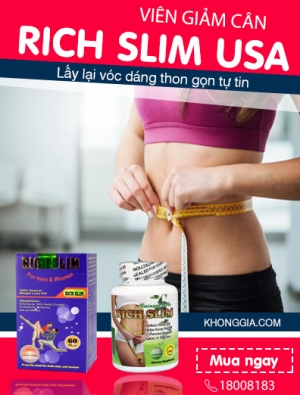 VIÊN GIẢM CÂN
RICH SLIM USA
Lấy lại vóc dáng thon gọn tự tin
RICH SLIM
For men & Women
RICH SLIM
60
RICH SLIM
KHONGGIA.COM
Mua ngay
18008183